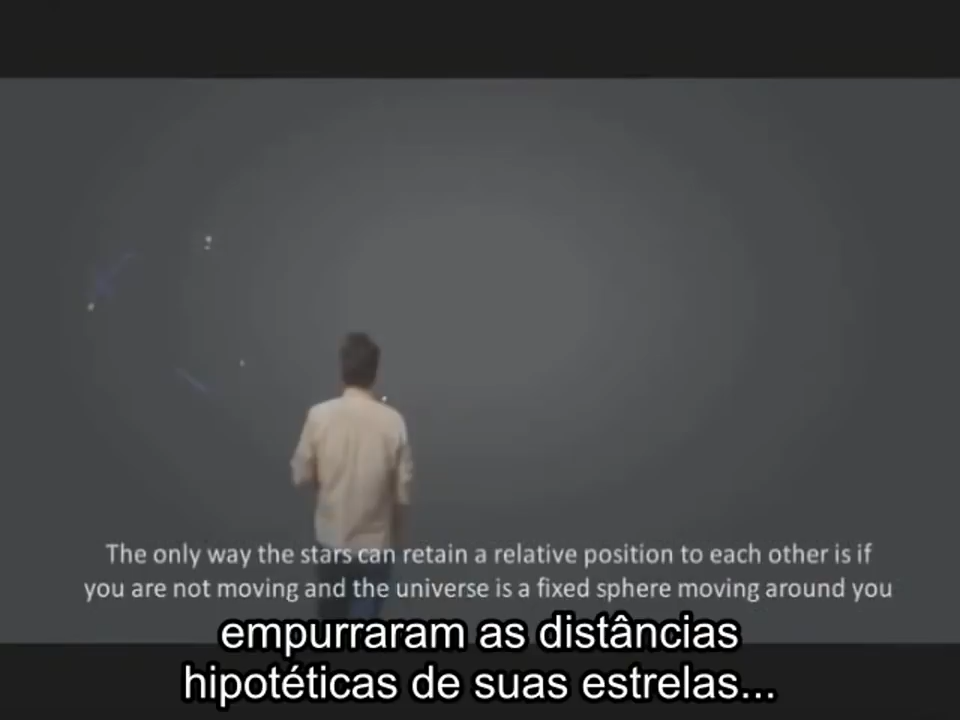 The only way the stars can retain a relative position to each other is if
you are not moving and the universe is a fixed sphere moving around you
empurraram as distâncias
hipotéticas de suas estrelas...